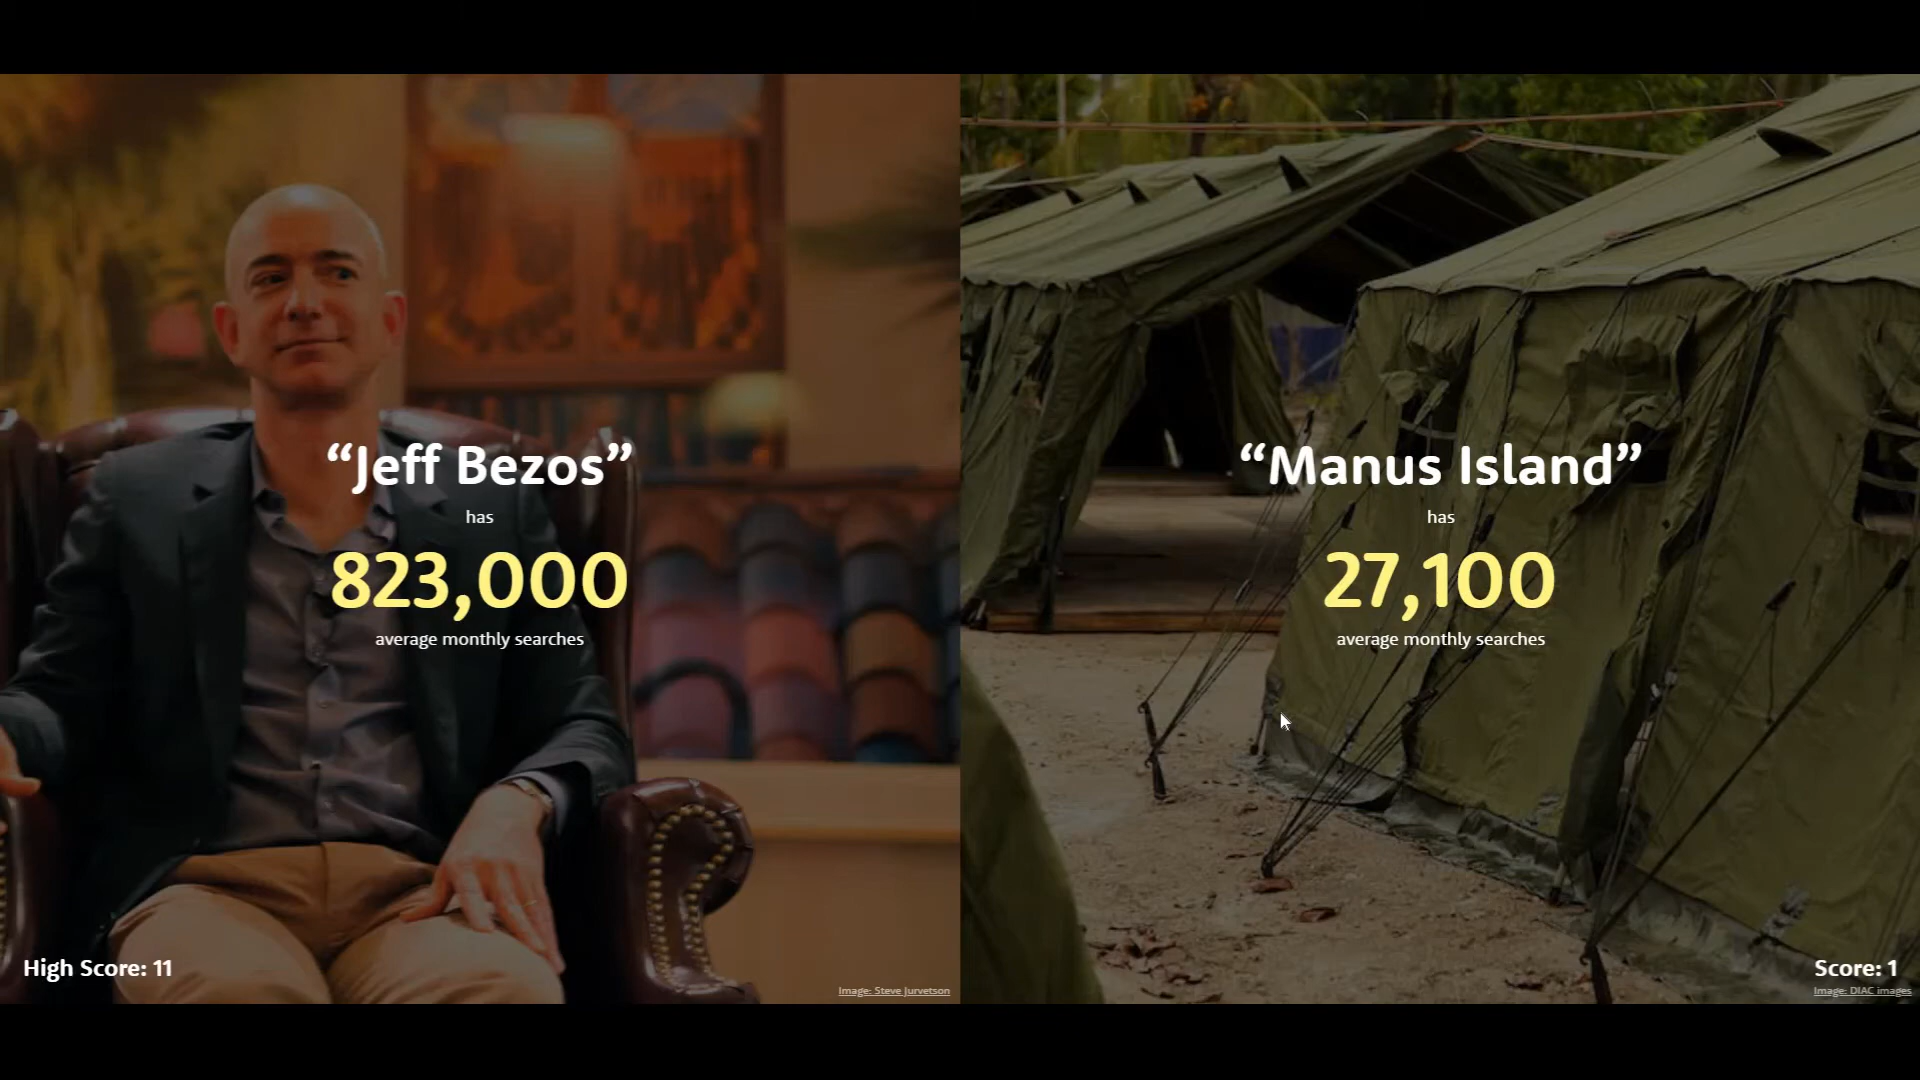 “Jeff Bezos”
has
823,000
average monthly searches
High Score: 11
Image: Steve Jurvetson
“Manus Island”
has
27,100
average monthly searches
Score: 1
Image: DIAC images